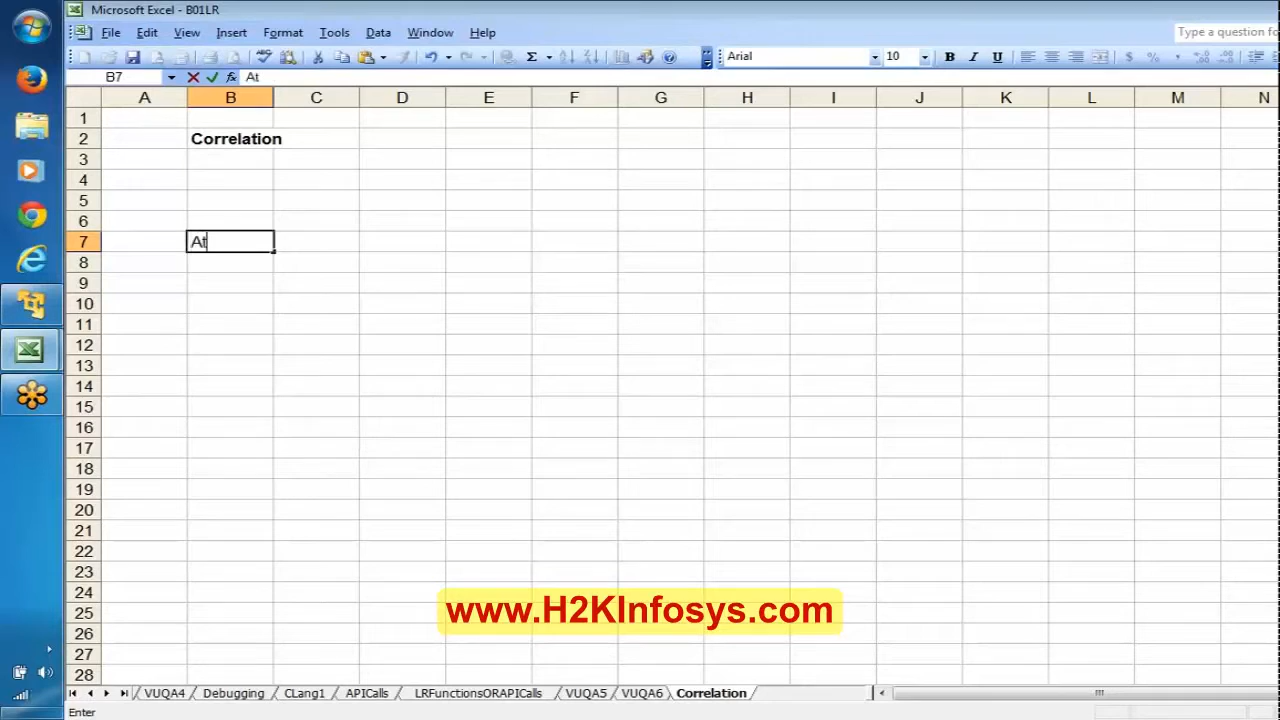 Microsoft Excel - B01LR
File Edit View Insert Format Tools Data Window Help Type a question fo
Σ Arial 10 B I U $ %
B7 fx At
A B C D E F G H I J K L M N
1
2 Correlation
3
4
5
6
7 At
8
9
10
11
12
13
14
15
16
17
18
19
20
21
22
23
24
25
26
27
28
www.H2KInfosys.com
VUQA4 Debugging CLang1 APICalls LRFunctionsORAPICalls VUQA5 VUQA6 Correlation
Enter